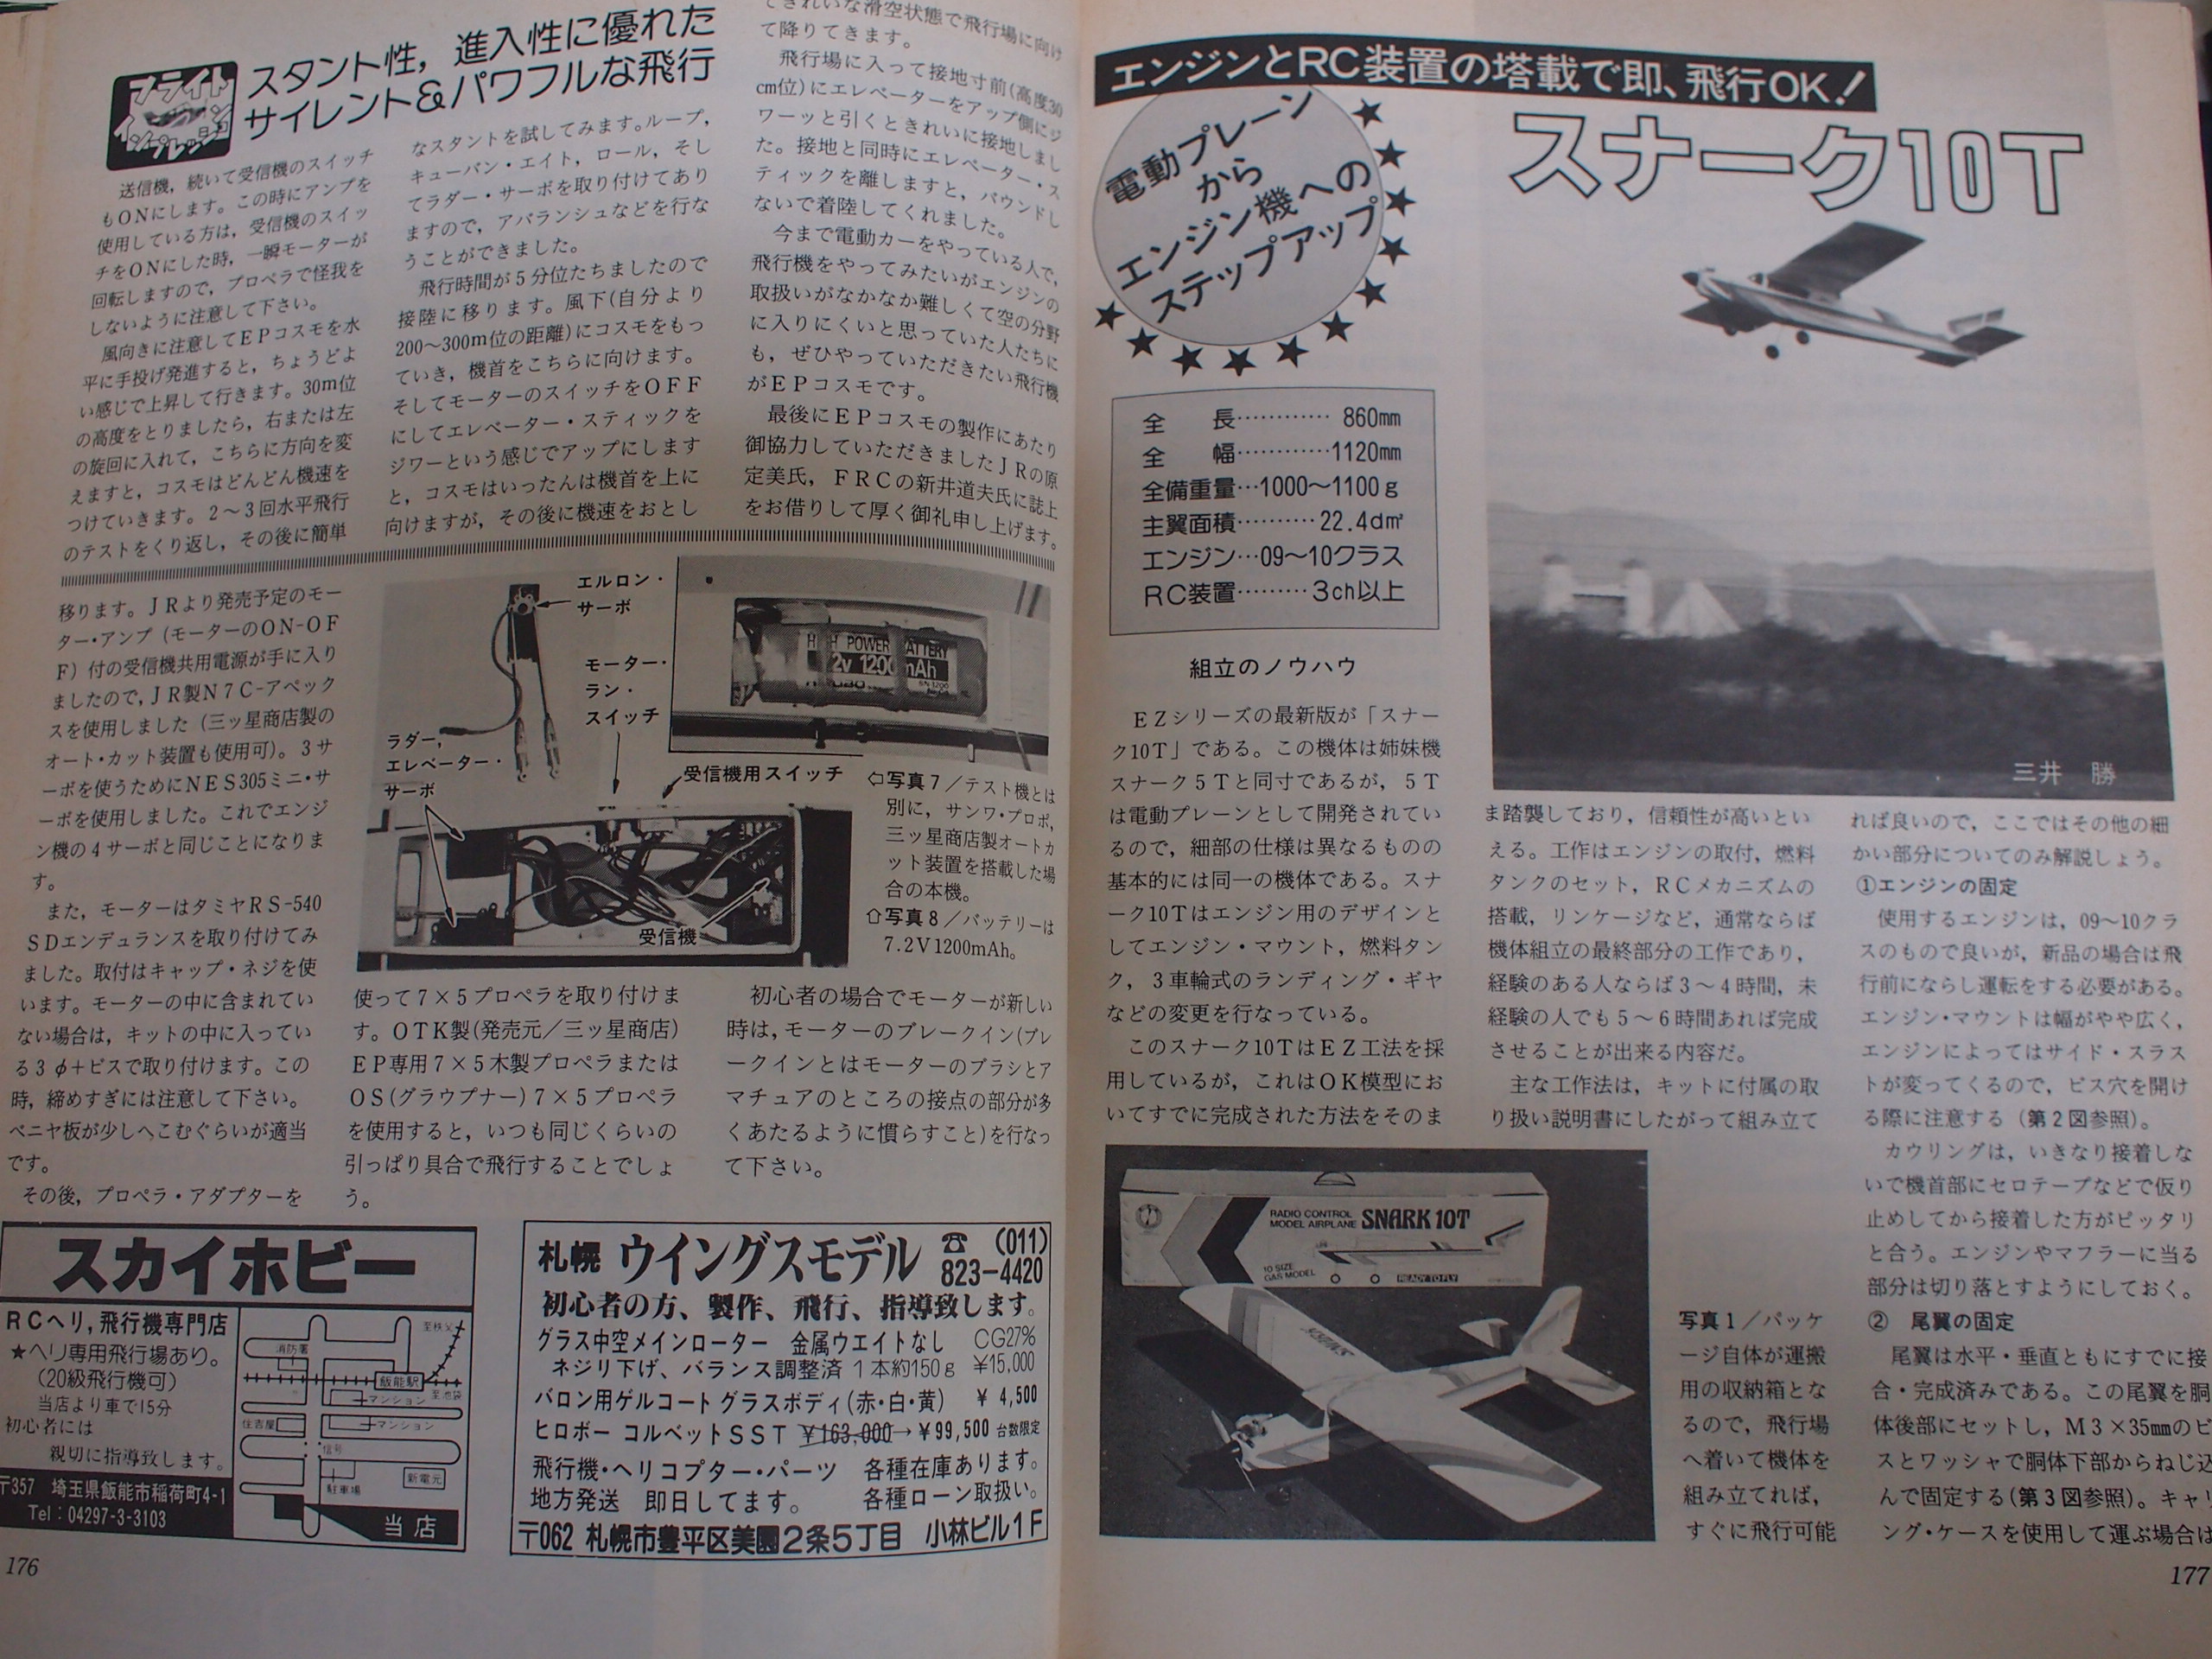 フライト
インプレッション
スタント性，進入性に優れた
サイレント&パワフルな飛行
送信機，続いて受信機のスイッチ
もONにします。この時にアンプを
使用している方は，受信機のスイッ
チをONにした時，一瞬モーターが
回転しますので，プロペラで怪我を
しないように注意して下さい。
風向きに注意してＥＰコスモを水
平に手投げ発進すると，ちょうどよ
い感じで上昇して行きます。30ｍ位
の高度をとりましたら，右または左
の旋回に入れて，こちらに方向を変
えますと，コスモはどんどん機速を
つけていきます。２〜３回水平飛行
のテストをくり返し，その後に簡単
なスタントを試してみます。ループ，
キューバン・エイト，ロール，そし
てラダー・サーボを取り付けてあり
ますので，アバランシュなどを行な
うことができました。
飛行時間が５分位たちましたので
接陸に移ります。風下(自分より
200〜300ｍ位の距離)にコスモをもっ
ていき，機首をこちらに向けます。
そしてモーターのスイッチをＯＦＦ
にしてエレベーター・スティックを
ジワーという感じでアップにします
と，コスモはいったんは機首を上に
向けますが，その後に機速をおとし
てきれいな滑空状態で飛行場に向け
て降りてきます。
飛行場に入って接地寸前(高度30
cm位)にエレベーターをアップ側にジ
ワーッと引くときれいに接地しまし
た。接地と同時にエレベーター・ス
ティックを離しますと，バウンドし
ないで着陸してくれました。
今まで電動カーをやっている人で，
飛行機をやってみたいがエンジンの
取扱いがなかなか難しくて空の分野
に入りにくいと思っていた人たちに
も，ぜひやっていただきたい飛行機
がＥＰコスモです。
最後にＥＰコスモの製作にあたり
御協力していただきましたＪＲの原
定美氏，ＦＲＣの新井道夫氏に誌上
をお借りして厚く御礼申し上げます。
移ります。ＪＲより発売予定のモー
ター・アンプ（モーターのON-OF
F）付の受信機共用電源が手に入り
ましたので，ＪＲ製Ｎ７Ｃ-アペック
スを使用しました（三ッ星商店製の
オート・カット装置も使用可)。３サ
ーボを使うためにNES305ミニ・サ
ーボを使用しました。これでエンジ
ン機の４サーボと同じことになりま
す。
また，モーターはタミヤＲＳ-540
ＳＤエンデュランスを取り付けてみ
ました。取付はキャップ・ネジを使
います。モーターの中に含まれてい
ない場合は，キットの中に入ってい
る３φ＋ビスで取り付けます。この
時，締めすぎには注意して下さい。
ベニヤ板が少しへこむぐらいが適当
です。
その後，プロペラ・アダプターを
エルロン・
サーボ
モーター・
ラン・
スイッチ
ラダー，
エレベーター・
サーボ
受信機用スイッチ
受信機
POWER BATTERY
2v 1200mAh
⇦写真７／テスト機とは
別に，サンワ・プロポ，
三ッ星商店製オートカ
ット装置を搭載した場
合の本機。
⇧写真８／バッテリーは
7.2Ｖ1200mAh。
使って７×５プロペラを取り付けま
す。ＯＴＫ製(発売元／三ッ星商店)
ＥＰ専用７×５木製プロペラまたは
ＯＳ(グラウプナー)７×５プロペラ
を使用すると，いつも同じくらいの
引っぱり具合で飛行することでしょ
う。
初心者の場合でモーターが新しい
時は，モーターのブレークイン(ブレ
ークインとはモーターのブラシとア
マチュアのところの接点の部分が多
くあたるように慣らすこと)を行なっ
て下さい。
スカイホビー
ＲＣヘリ，飛行機専門店
★ヘリ専用飛行場あり。
(20級飛行機可)
当店より車で15分
初心者には
親切に指導致します。
〒357 埼玉県飯能市稲荷町4-1
Tel：04297-3-3103
至秩父
消防署
飯能駅
至池袋
マンション
住吉屋
マンション
信号
駐車場
新電元
当店
札幌 ウイングスモデル ☎ (011)
823−4420
初心者の方、製作、飛行、指導致します。
グラス中空メインローター 金属ウエイトなし CG27%
ネジリ下げ、バランス調整済 １本約150ｇ ¥15,000
バロン用ゲルコート グラスボディ(赤・白・黄) ¥ 4,500
ヒロボー コルベットＳＳＴ ¥163,000→¥99,500 台数限定
飛行機・ヘリコプター・パーツ 各種在庫あります。
地方発送 即日してます。 各種ローン取扱い。
〒062 札幌市豊平区美園２条５丁目 小林ビル１Ｆ
176
エンジンとRC装置の塔載で即、飛行OK！
電動プレーン
から
エンジン機への
ステップアップ
スナーク10T
全長…………860mm
全幅…………1120mm
全備重量…1000〜1100ｇ
主翼面積………22.4dm²
エンジン…09〜10クラス
ＲＣ装置………３ch以上
三井 勝
組立のノウハウ
ＥＺシリーズの最新版が「スナー
ク10Ｔ」である。この機体は姉妹機
スナーク５Ｔと同寸であるが，５Ｔ
は電動プレーンとして開発されてい
るので，細部の仕様は異なるものの
基本的には同一の機体である。スナ
ーク10Ｔはエンジン用のデザインと
してエンジン・マウント，燃料タン
ク，３車輪式のランディング・ギヤ
などの変更を行なっている。
このスナーク10ＴはＥＺ工法を採
用しているが，これはＯＫ模型にお
いてすでに完成された方法をそのま
ま踏襲しており，信頼性が高いとい
える。工作はエンジンの取付，燃料
タンクのセット，ＲＣメカニズムの
搭載，リンケージなど，通常ならば
機体組立の最終部分の工作であり，
経験のある人ならば３〜４時間，未
経験の人でも５〜６時間あれば完成
させることが出来る内容だ。
主な工作法は，キットに付属の取
り扱い説明書にしたがって組み立て
れば良いので，ここではその他の細
かい部分についてのみ解説しょう。
①エンジンの固定
使用するエンジンは，09〜10クラ
スのもので良いが，新品の場合は飛
行前にならし運転をする必要がある。
エンジン・マウントは幅がやや広く，
エンジンによってはサイド・スラス
トが変ってくるので，ビス穴を開け
る際に注意する（第２図参照)。
カウリングは，いきなり接着しな
いで機首部にセロテープなどで仮り
止めしてから接着した方がピッタリ
と合う。エンジンやマフラーに当る
部分は切り落とすようにしておく。
② 尾翼の固定
尾翼は水平・垂直ともにすでに接
合・完成済みである。この尾翼を胴
体後部にセットし，Ｍ３×35mmのビ
スとワッシャで胴体下部からねじ込
んで固定する(第３図参照)。キャリ
ング・ケースを使用して運ぶ場合は
RADIO CONTROL
MODEL AIRPLANE SNARK 10T
10 SIZE
GAS MODEL
READY TO FLY
SNARK
写真１／パッケ
ージ自体が運搬
用の収納箱とな
るので，飛行場
へ着いて機体を
組み立てれば，
すぐに飛行可能
177